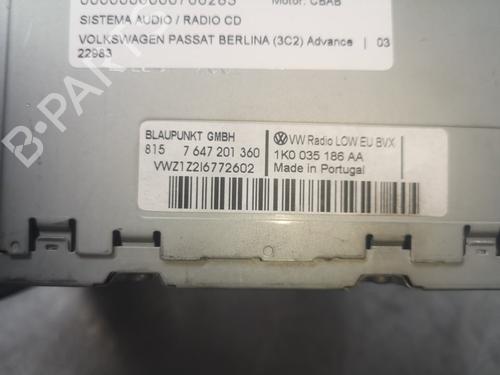 Motor: CBAB
SISTEMA AUDIO / RADIO CD
VOLKSWAGEN PASSAT BERLINA (3C2) Advance | 03
22983
BLAUPUNKT GMBH
815 7 647 201 360
VWZ1Z2I6772602
VW Radio LOW EU BVX
1K0 035 186 AA
Made in Portugal
B-PARTS